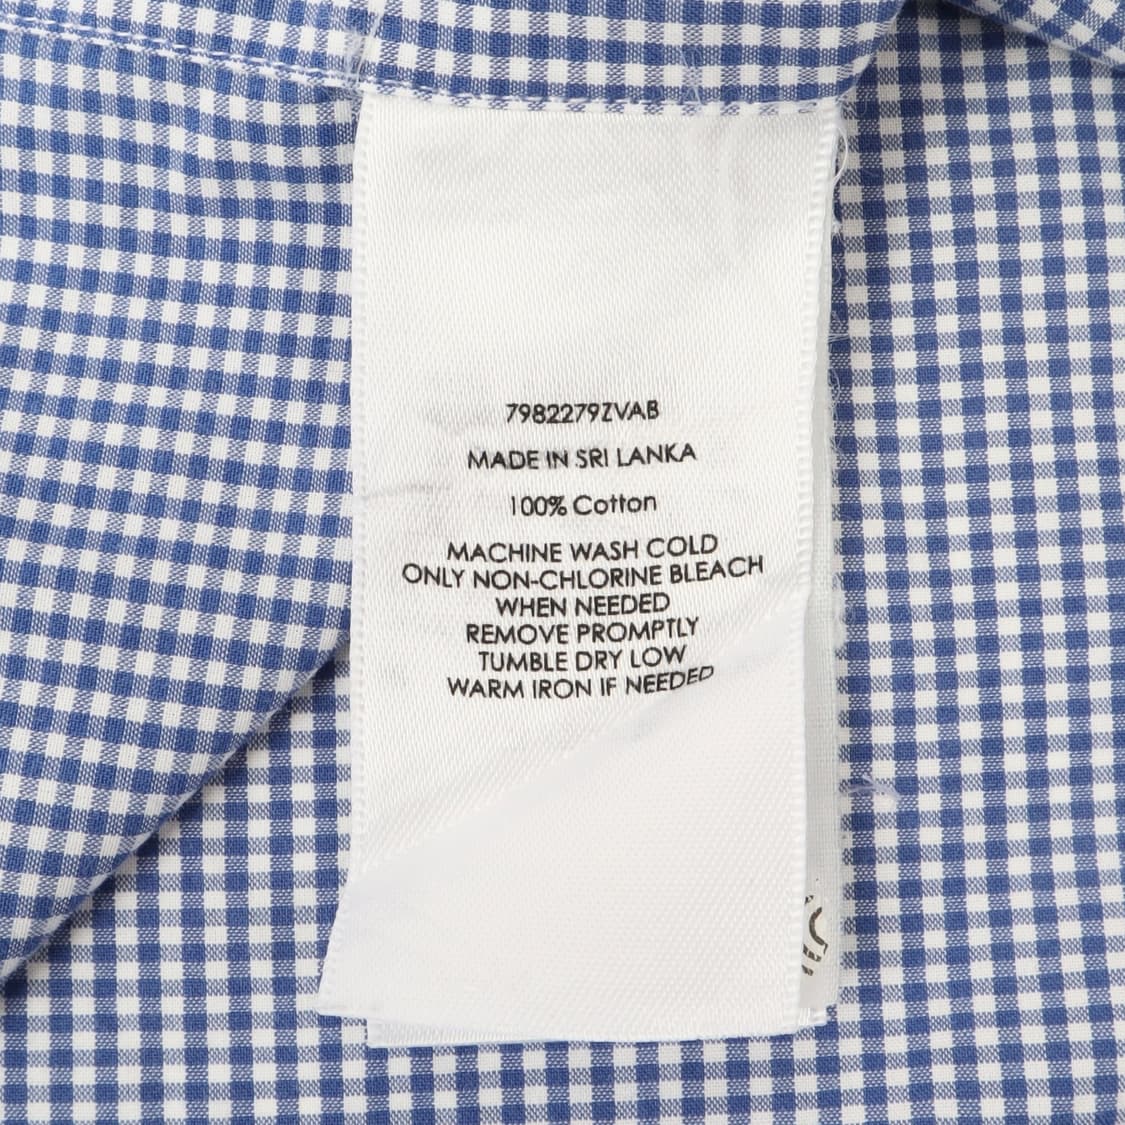 7982279ZVAB
MADE IN SRI LANKA
100% Cotton
MACHINE WASH COLD
ONLY NON-CHLORINE BLEACH
WHEN NEEDED
REMOVE PROMPTLY
TUMBLE DRY LOW
WARM IRON IF NEEDED